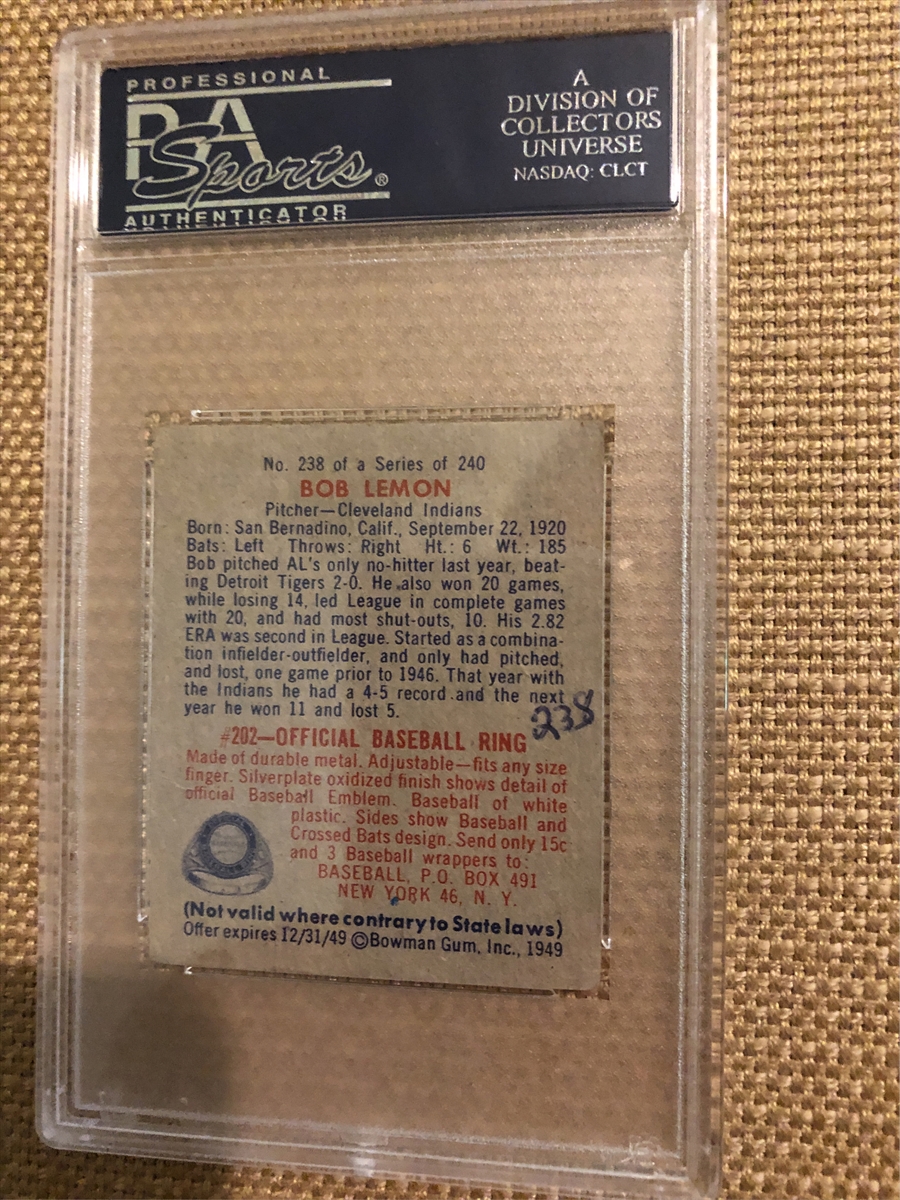 PROFESSIONAL
PSA
Sports®
AUTHENTICATOR
A
DIVISION OF
COLLECTORS
UNIVERSE
NASDAQ: CLCT
No. 238 of a Series of 240
BOB LEMON
Pitcher—Cleveland Indians
Born: San Bernadino, Calif., September 22, 1920
Bats: Left Throws: Right Ht.: 6 Wt.: 185
Bob pitched AL's only no-hitter last year, beat-
ing Detroit Tigers 2-0. He also won 20 games,
while losing 14, led League in complete games
with 20, and had most shut-outs, 10. His 2.82
ERA was second in League. Started as a combina-
tion infielder-outfielder, and only had pitched,
and lost, one game prior to 1946. That year with
the Indians he had a 4-5 record and the next
year he won 11 and lost 5.
238
#202—OFFICIAL BASEBALL RING
Made of durable metal. Adjustable—fits any size
finger. Silverplate oxidized finish shows detail of
official Baseball Emblem. Baseball of white
plastic. Sides show Baseball and
Crossed Bats design. Send only 15c
and 3 Baseball wrappers to:
BASEBALL, P.O. BOX 491
NEW YORK 46, N. Y.
(Not valid where contrary to State laws)
Offer expires 12/31/49 ©Bowman Gum, Inc., 1949